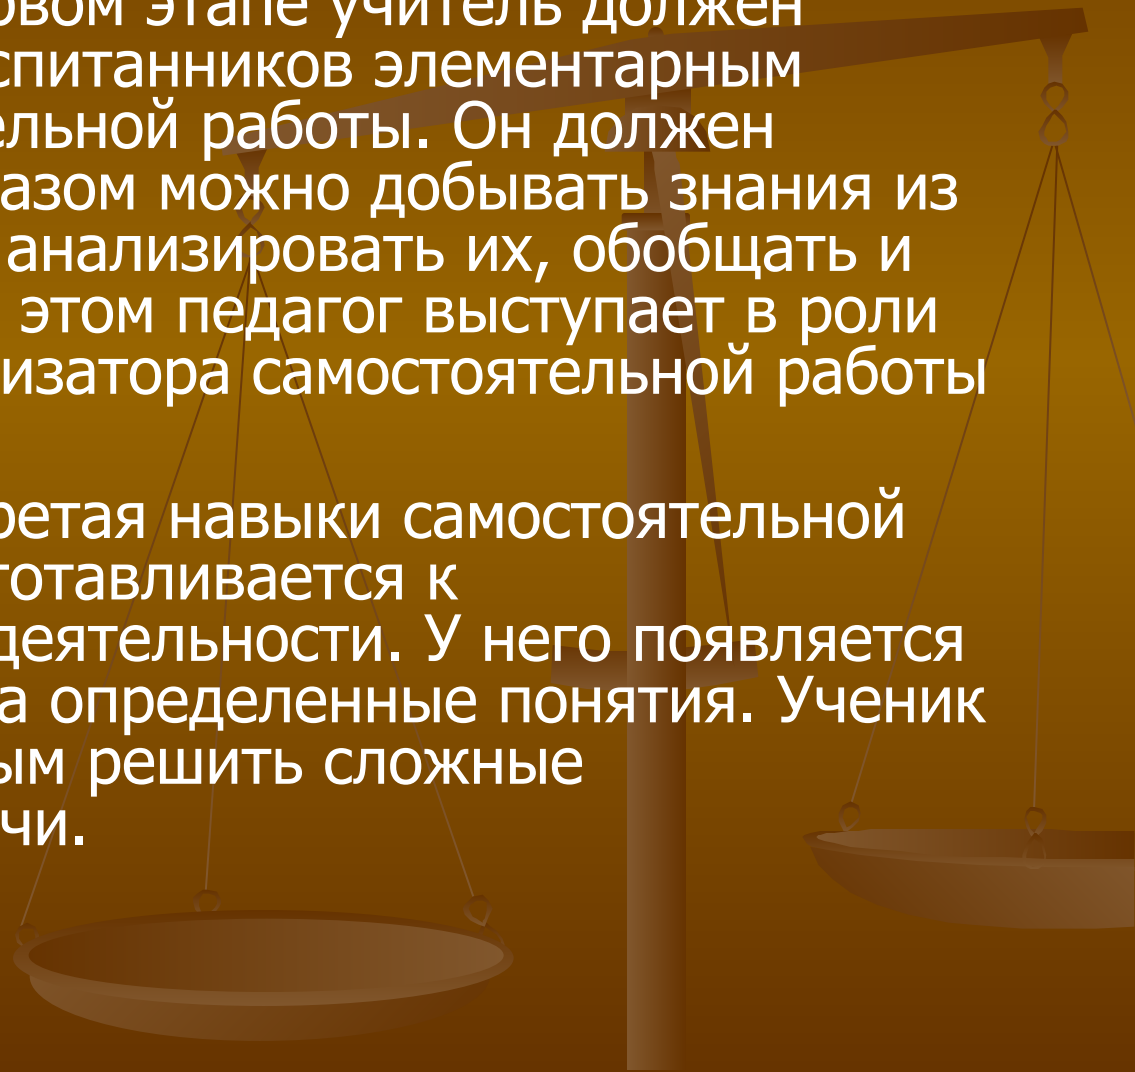 овом этапе учитель должен
спитанников элементарным
ельной работы. Он должен
азом можно добывать знания из
анализировать их, обобщать и
этом педагог выступает в роли
изатора самостоятельной работы
ретая навыки самостоятельной
готавливается к
деятельности. У него появляется
а определенные понятия. Ученик
ым решить сложные
чи.